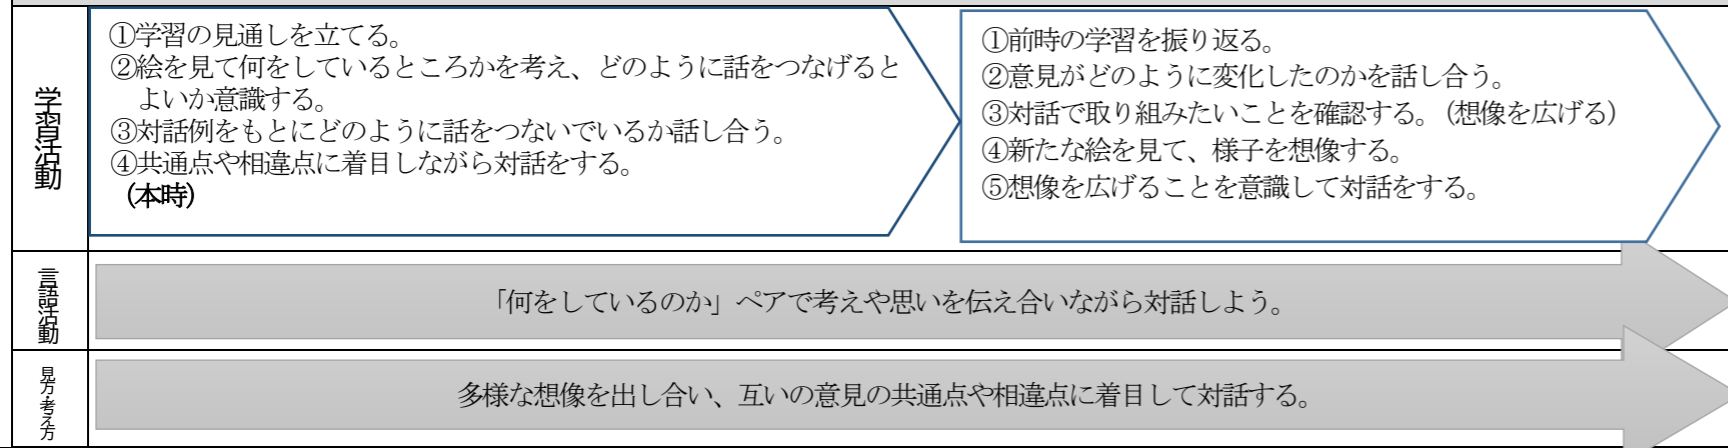 学習活動
①学習の見通しを立てる。
②絵を見て何をしているところかを考え、どのように話をつなげると
よいか意識する。
③対話例をもとにどのように話をつないでいるか話し合う。
④共通点や相違点に着目しながら対話をする。
(本時)
①前時の学習を振り返る。
②意見がどのように変化したのかを話し合う。
③対話で取り組みたいことを確認する。(想像を広げる)
④新たな絵を見て、様子を想像する。
⑤想像を広げることを意識して対話をする。
言語活動
「何をしているのか」ペアで考えや思いを伝え合いながら対話しよう。
見方・考え方
多様な想像を出し合い、互いの意見の共通点や相違点に着目して対話する。